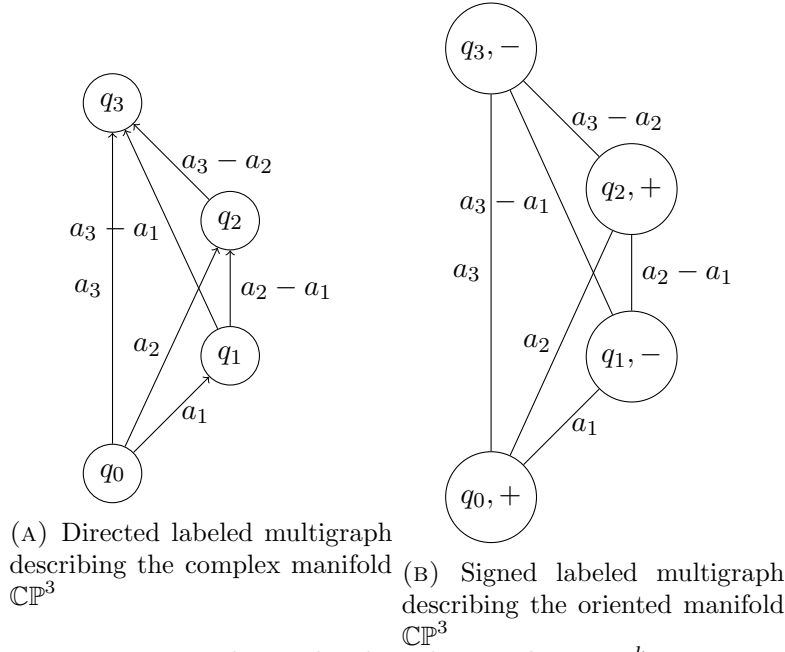 q₃
a₃ − a₂
q₂
a₃ − a₁
a₃
a₂ − a₁
a₂
q₁
a₁
q₀
(A) Directed labeled multigraph
describing the complex manifold
ℂℙ³
q₃, −
a₃ − a₂
q₂, +
a₃ − a₁
a₃
a₂ − a₁
a₂
q₁, −
a₁
q₀, +
(B) Signed labeled multigraph
describing the oriented manifold
ℂℙ³